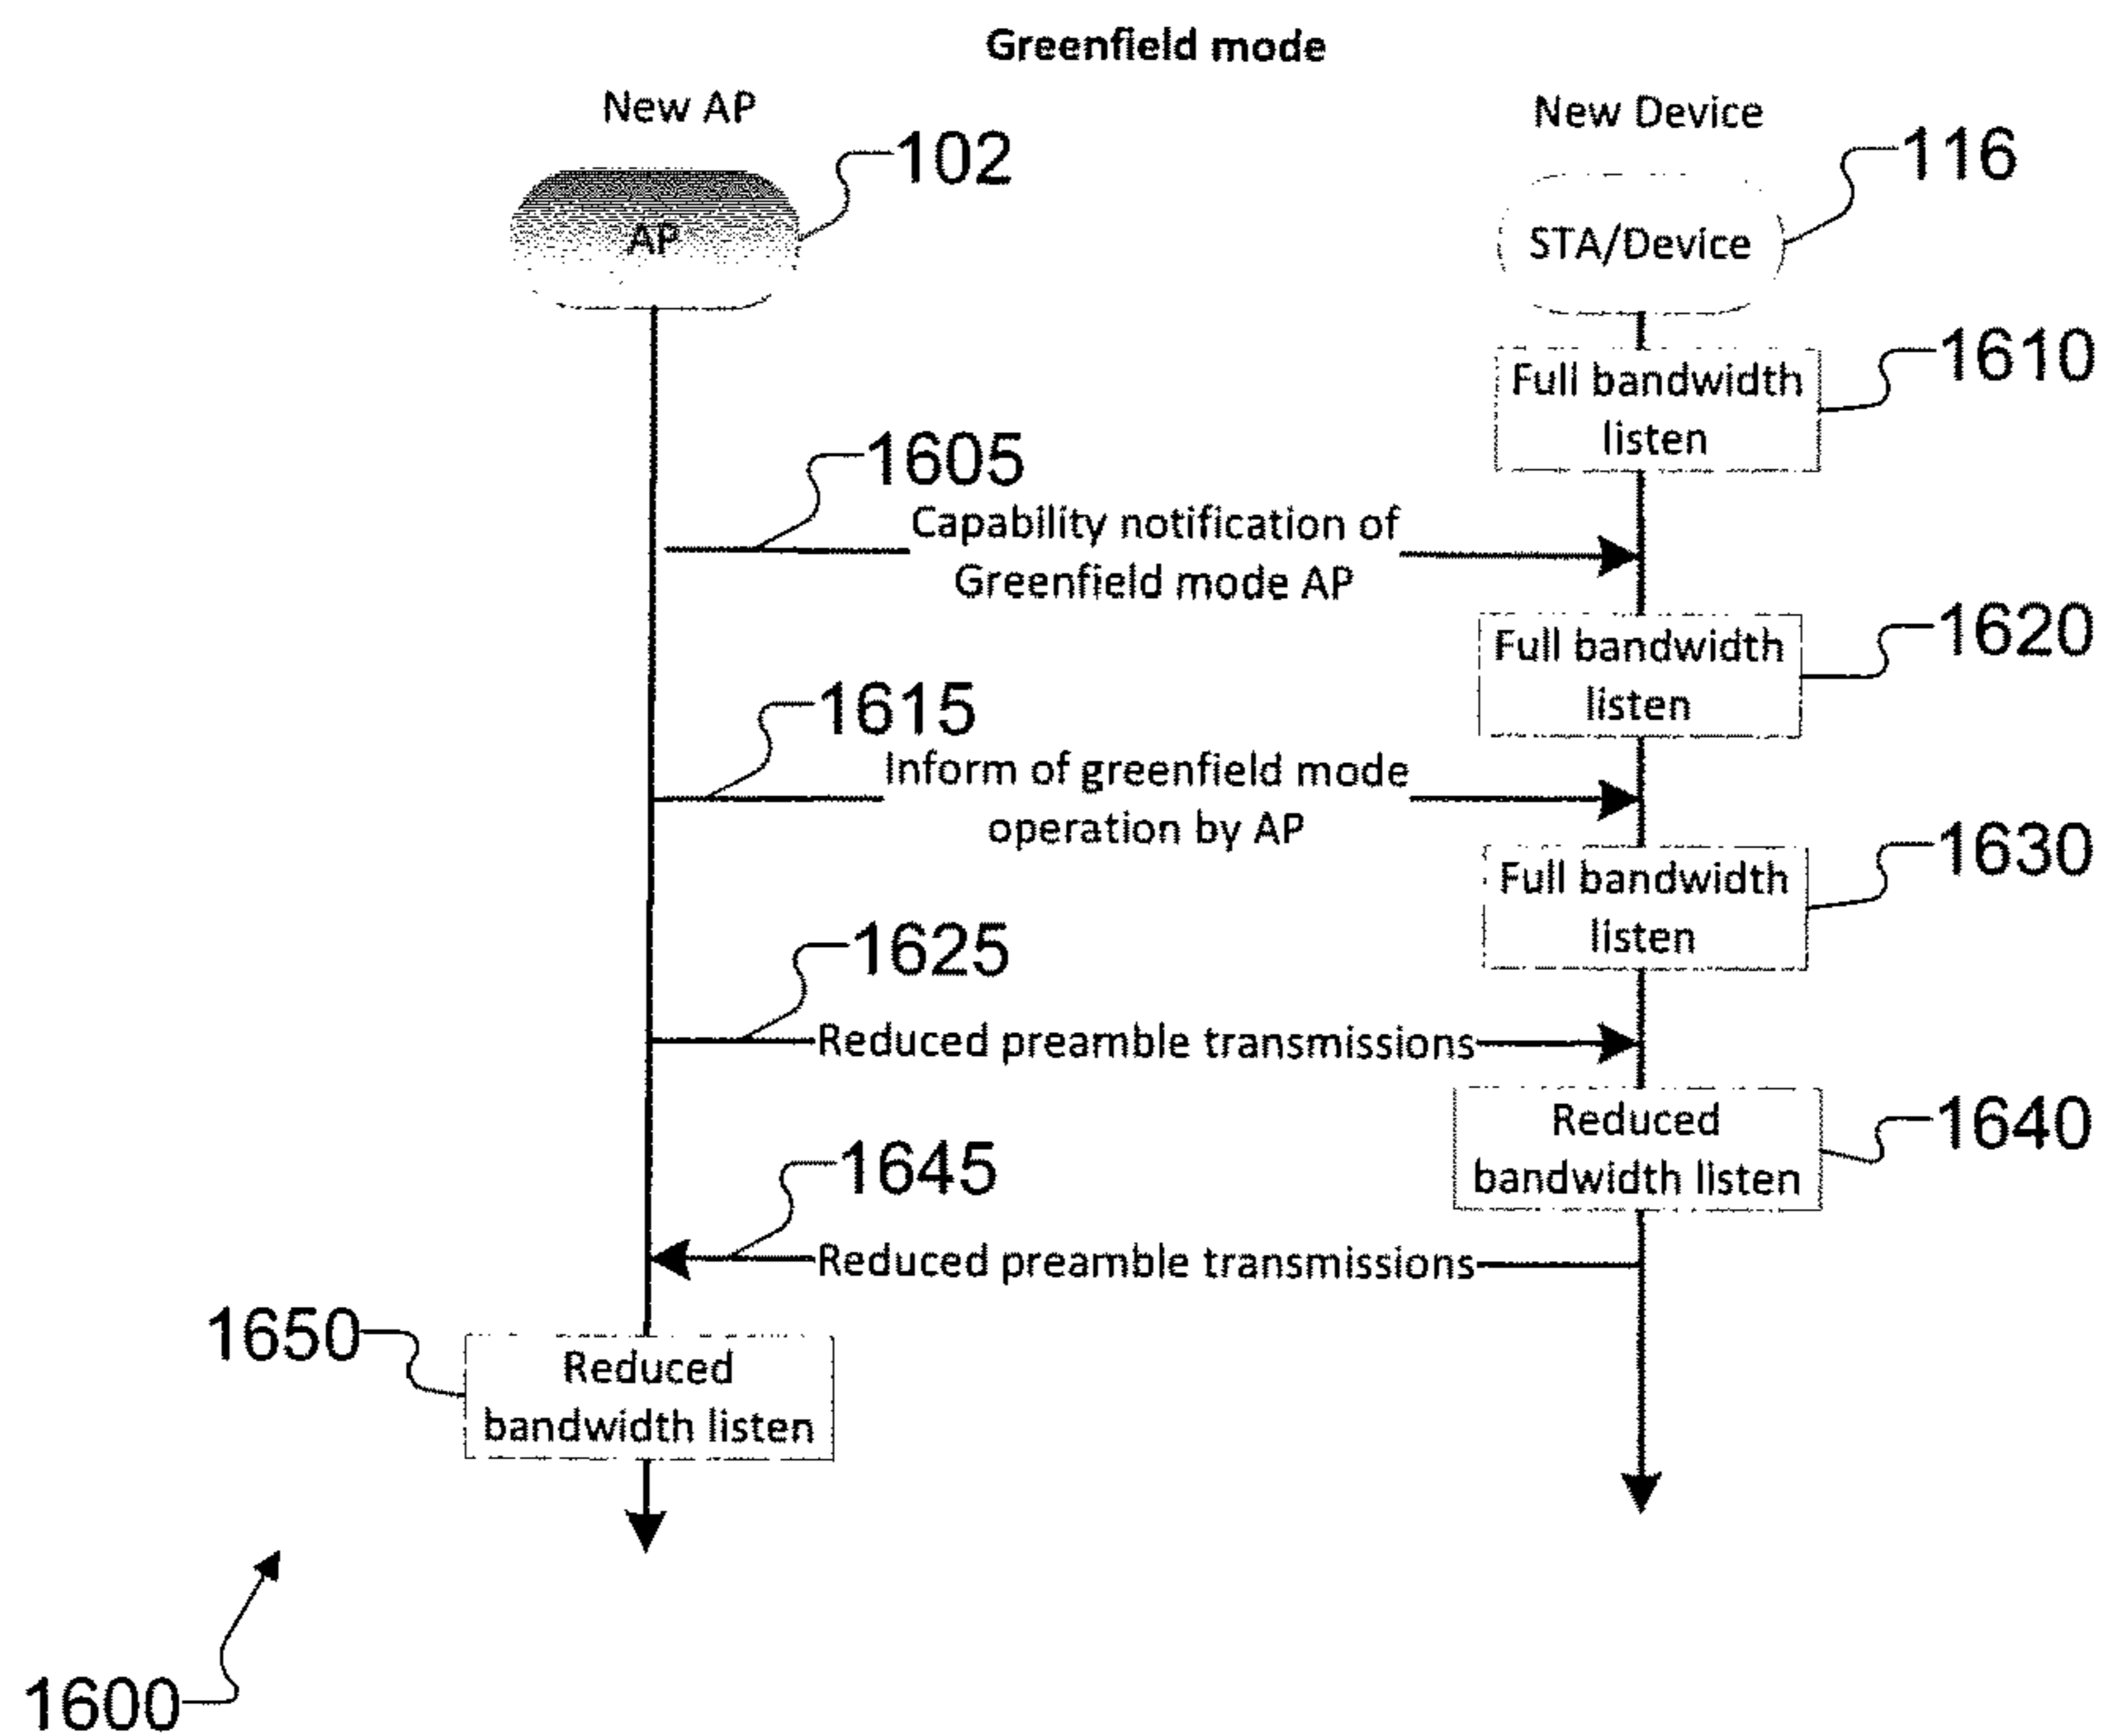 Greenfield mode
New AP
New Device
102
116
AP
STA/Device
1610
Full bandwidth
listen
1605
Capability notification of
Greenfield mode AP
1620
Full bandwidth
listen
1615
Inform of greenfield mode
operation by AP
1630
Full bandwidth
listen
1625
Reduced preamble transmissions
1640
Reduced
bandwidth listen
1645
Reduced preamble transmissions
1650
Reduced
bandwidth listen
1600